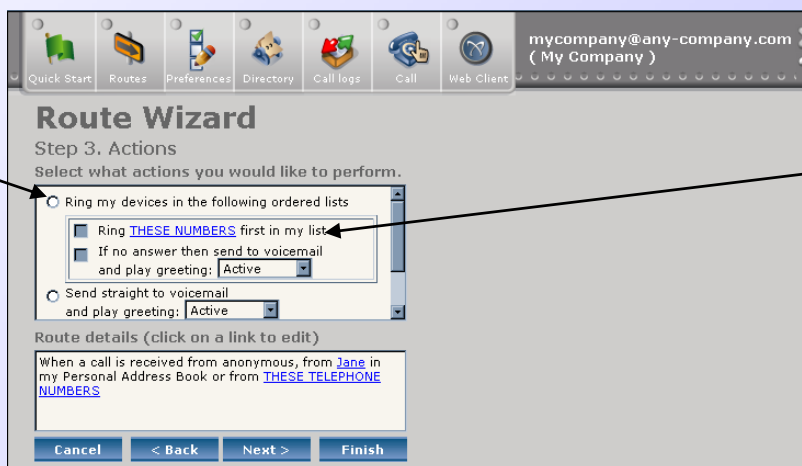 mycompany@any-company.com
( My Company )
Quick Start Routes Preferences Directory Call logs Call Web Client
Route Wizard
Step 3. Actions
Select what actions you would like to perform.
Ring my devices in the following ordered lists
Ring THESE NUMBERS first in my list
If no answer then send to voicemail
and play greeting: Active
Send straight to voicemail
and play greeting: Active
Route details (click on a link to edit)
When a call is received from anonymous, from Jane in
my Personal Address Book or from THESE TELEPHONE
NUMBERS
Cancel < Back Next > Finish